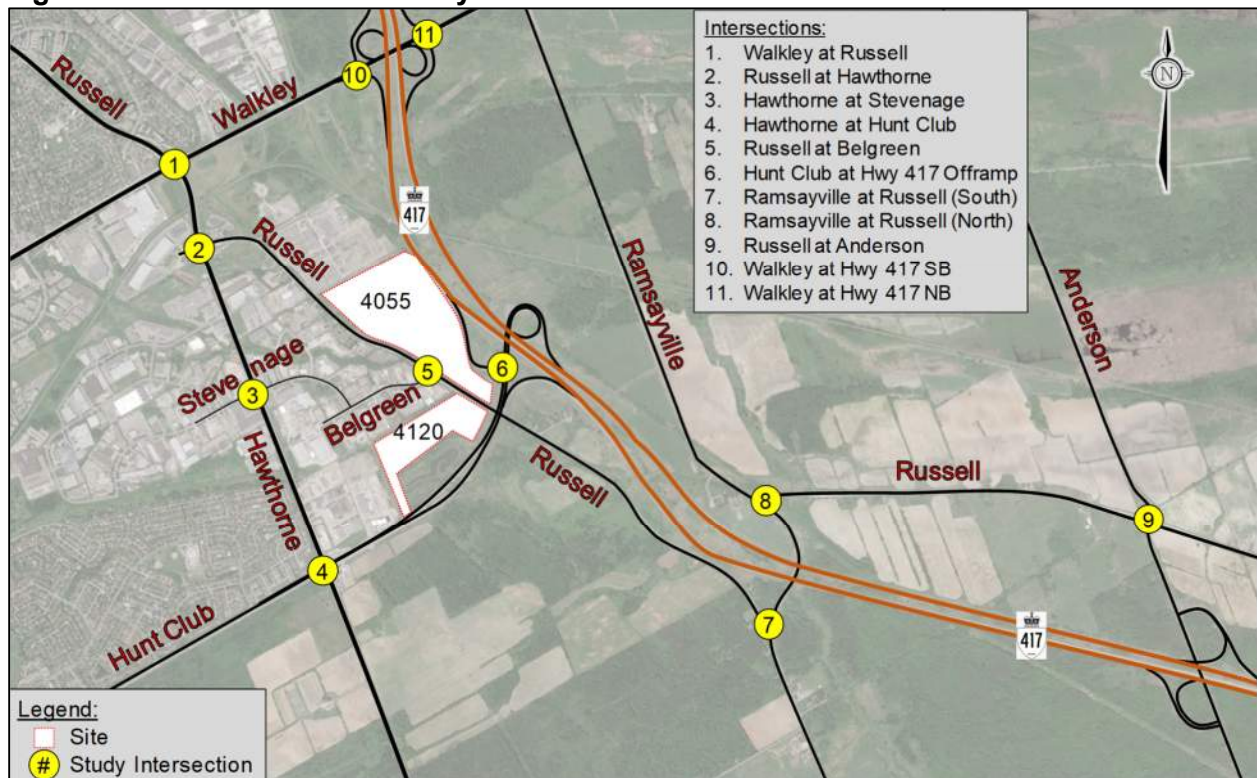 Intersections:
1. Walkley at Russell
2. Russell at Hawthorne
3. Hawthorne at Stevenage
4. Hawthorne at Hunt Club
5. Russell at Belgreen
6. Hunt Club at Hwy 417 Offramp
7. Ramsayville at Russell (South)
8. Ramsayville at Russell (North)
9. Russell at Anderson
10. Walkley at Hwy 417 SB
11. Walkley at Hwy 417 NB
N
11
10
Russell
Walkley
1
417
2
Russell
Ramsayville
Anderson
4055
Stevenage
5
6
3
Belgreen
4120
Hawthorne
Russell
Russell
8
9
4
7
417
Hunt Club
Legend:
Site
# Study Intersection